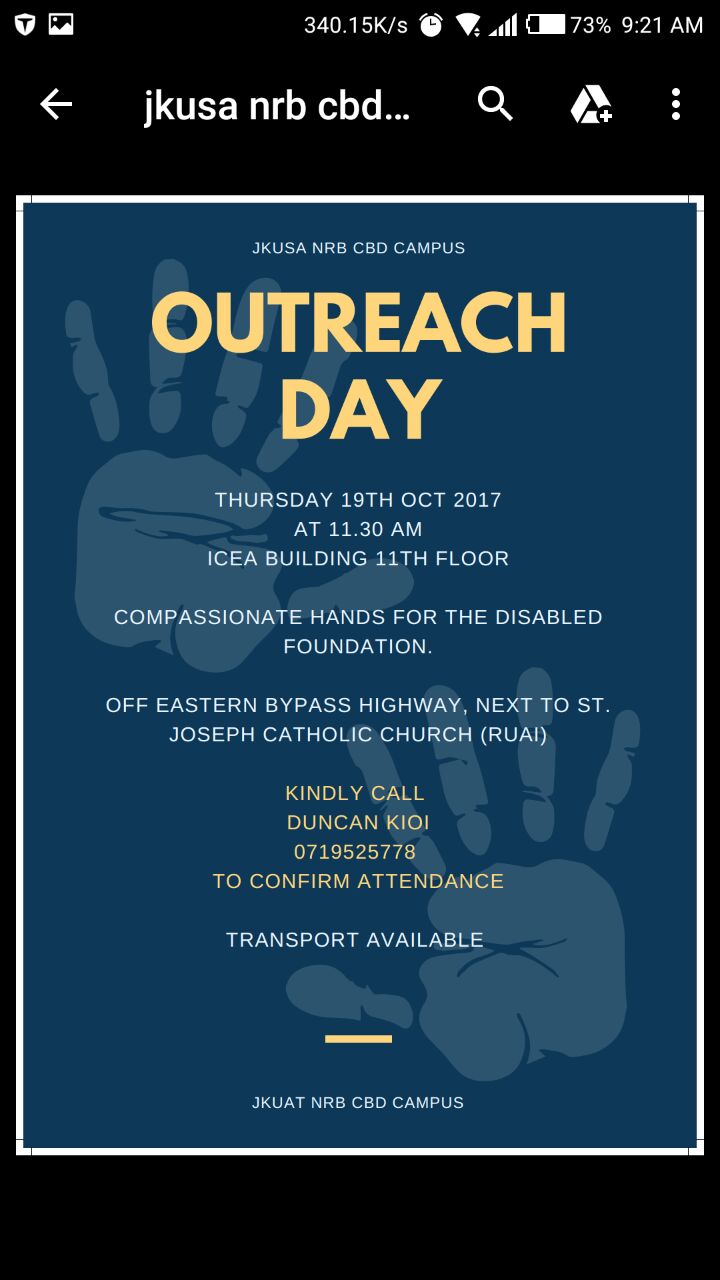 340.15K/s 73% 9:21 AM
jkusa nrb cbd...
JKUSA NRB CBD CAMPUS
OUTREACH
DAY
THURSDAY 19TH OCT 2017
AT 11.30 AM
ICEA BUILDING 11TH FLOOR
COMPASSIONATE HANDS FOR THE DISABLED
FOUNDATION.
OFF EASTERN BYPASS HIGHWAY, NEXT TO ST.
JOSEPH CATHOLIC CHURCH (RUAI)
KINDLY CALL
DUNCAN KIOI
0719525778
TO CONFIRM ATTENDANCE
TRANSPORT AVAILABLE
JKUAT NRB CBD CAMPUS